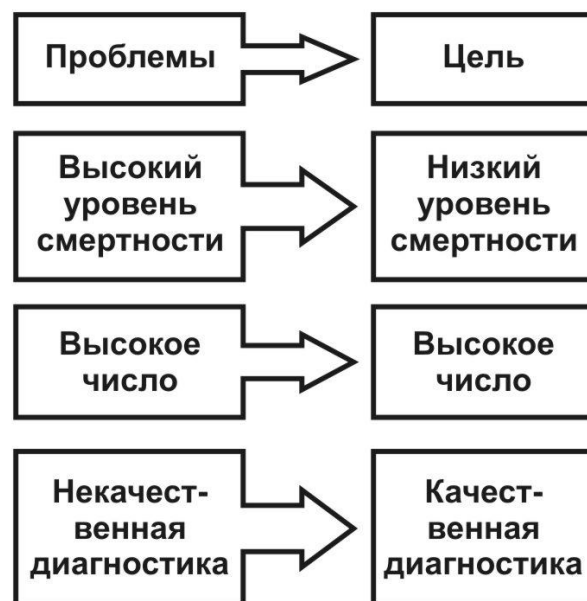 Проблемы
Цель
Высокий
уровень
смертности
Низкий
уровень
смертности
Высокое
число
Высокое
число
Некачест-
венная
диагностика
Качест-
венная
диагностика